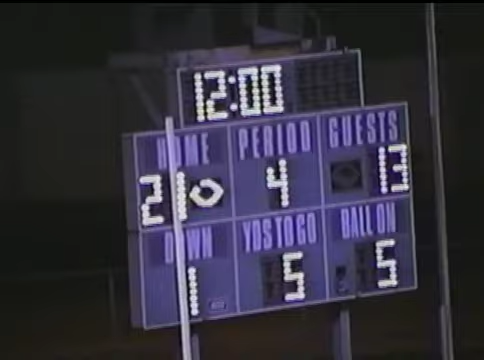 12:00
HOME PERIOD GUESTS
21 4 13
DOWN YDS TO GO BALL ON
1 5 5